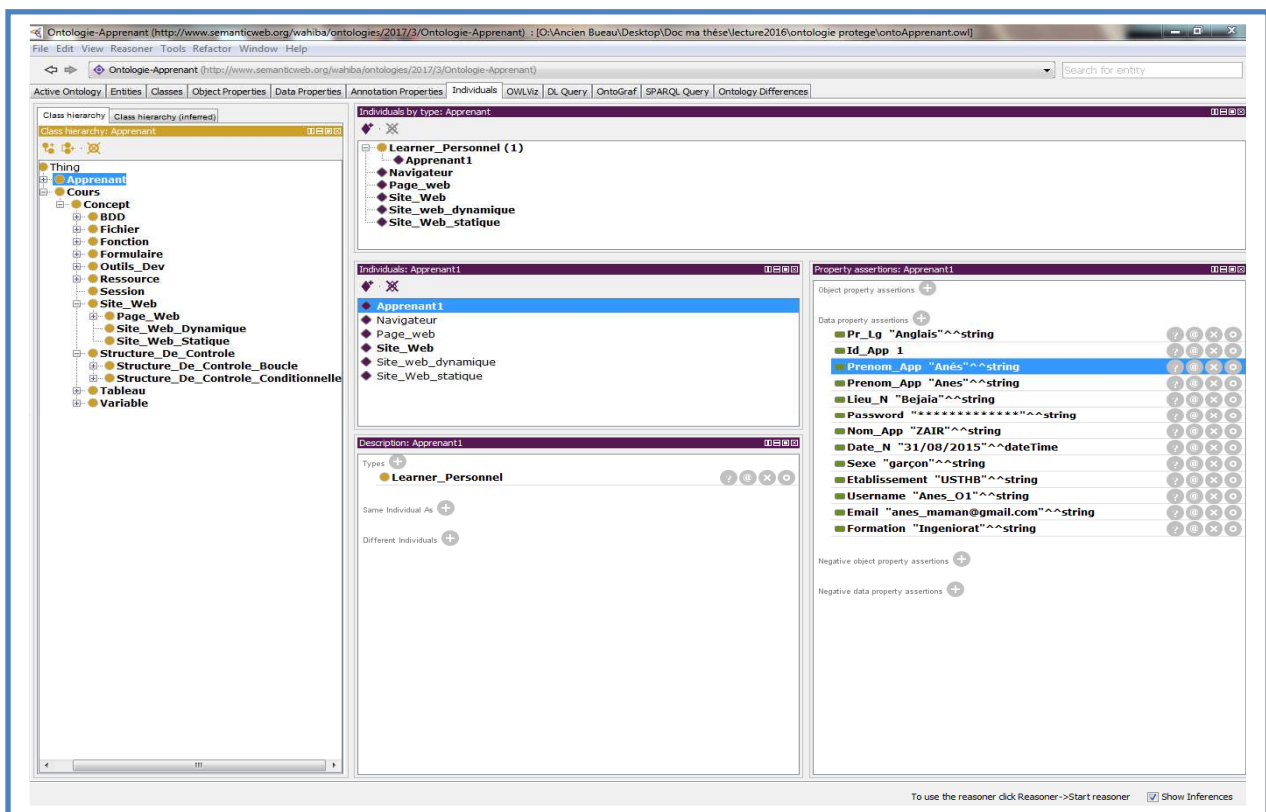 Ontologie-Apprenant (http://www.semanticweb.org/wahiba/ontologies/2017/3/Ontologie-Apprenant) : [O:\Ancien Bueau\Desktop\Doc ma thése\lecture2016\ontologie protege\ontoApprenant.owl]
File Edit View Reasoner Tools Refactor Window Help
Ontologie-Apprenant (http://www.semanticweb.org/wahiba/ontologies/2017/3/Ontologie-Apprenant)
Search for entity
Active Ontology Entities Classes Object Properties Data Properties Annotation Properties Individuals OWLViz DL Query OntoGraf SPARQL Query Ontology Differences
Class hierarchy Class hierarchy (inferred)
Class hierarchy: Apprenant
Thing
Apprenant
Cours
Concept
BDD
Fichier
Fonction
Formulaire
Outils_Dev
Ressource
Session
Site_Web
Page_Web
Site_Web_Dynamique
Site_Web_Statique
Structure_De_Controle
Structure_De_Controle_Boucle
Structure_De_Controle_Conditionnelle
Tableau
Variable
Individuals by type: Apprenant
Learner_Personnel (1)
Apprenant1
Navigateur
Page_web
Site_Web
Site_web_dynamique
Site_Web_statique
Individuals: Apprenant1
Apprenant1
Navigateur
Page_web
Site_Web
Site_web_dynamique
Site_Web_statique
Description: Apprenant1
Types
Learner_Personnel
Same Individual As
Different Individuals
Property assertions: Apprenant1
Object property assertions
Data property assertions
Pr_Lg "Anglais"^^string
Id_App 1
Prenom_App "Anés"^^string
Prenom_App "Anes"^^string
Lieu_N "Bejaia"^^string
Password "*************"^^string
Nom_App "ZAIR"^^string
Date_N "31/08/2015"^^dateTime
Sexe "garçon"^^string
Etablissement "USTHB"^^string
Username "Anes_O1"^^string
Email "anes_maman@gmail.com"^^string
Formation "Ingeniorat"^^string
Negative object property assertions
Negative data property assertions
To use the reasoner click Reasoner->Start reasoner Show Inferences